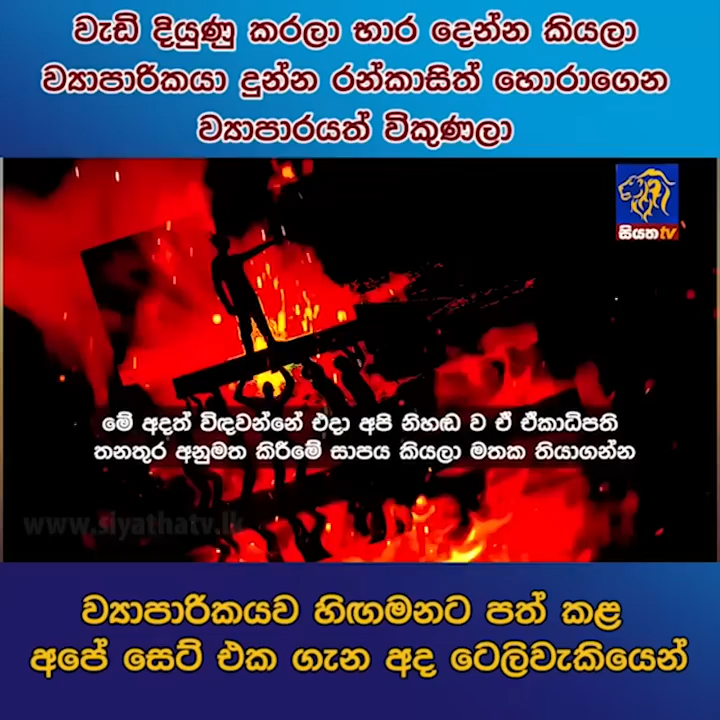 වැඩි දියුණු කරලා භාර දෙන්න කියලා
ව්‍යාපාරිකයා දුන්න රන්කාසිත් හොරාගෙන
ව්‍යාපාරයත් විකුණලා
සියත tv
මේ අදත් විඳවන්නේ එදා අපි නිහඬ ව ඒ ඒකාධිපති
තනතුර අනුමත කිරීමේ සාපය කියලා මතක තියාගන්න
www.siyathatv.lk
ව්‍යාපාරිකයව හිඟමනට පත් කළ
අපේ සෙට් එක ගැන අද ටෙලිවැකියෙන්